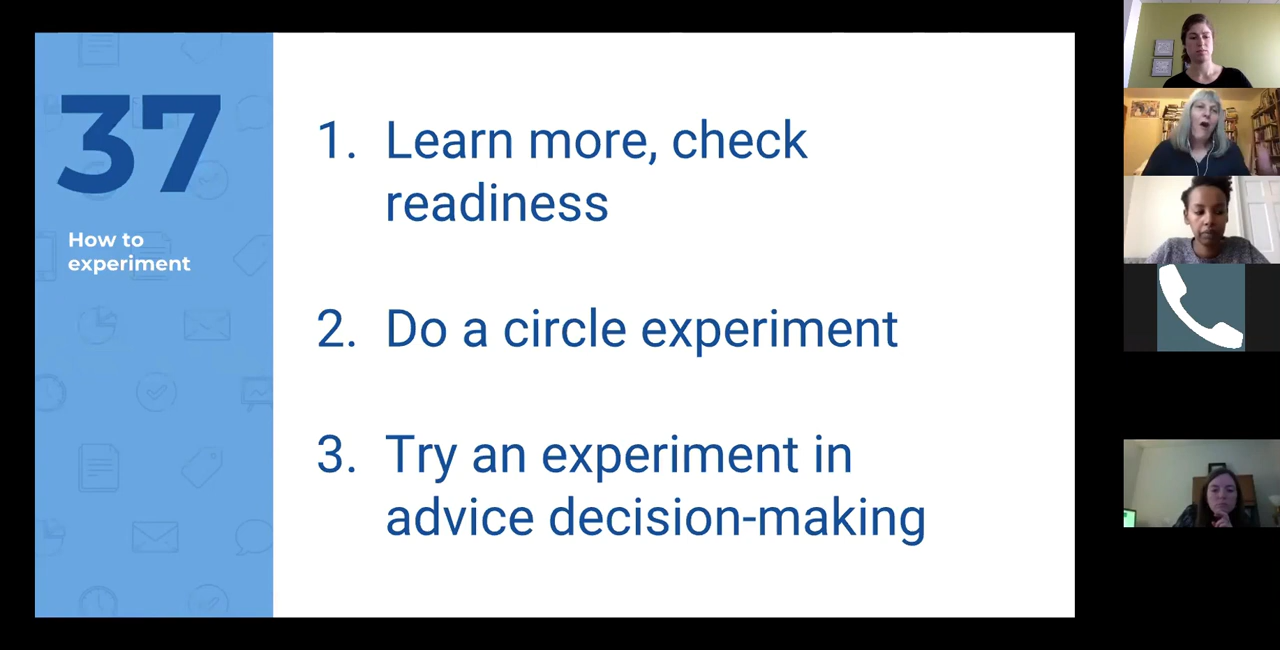 37
How to
experiment
1. Learn more, check
readiness
2. Do a circle experiment
3. Try an experiment in
advice decision-making